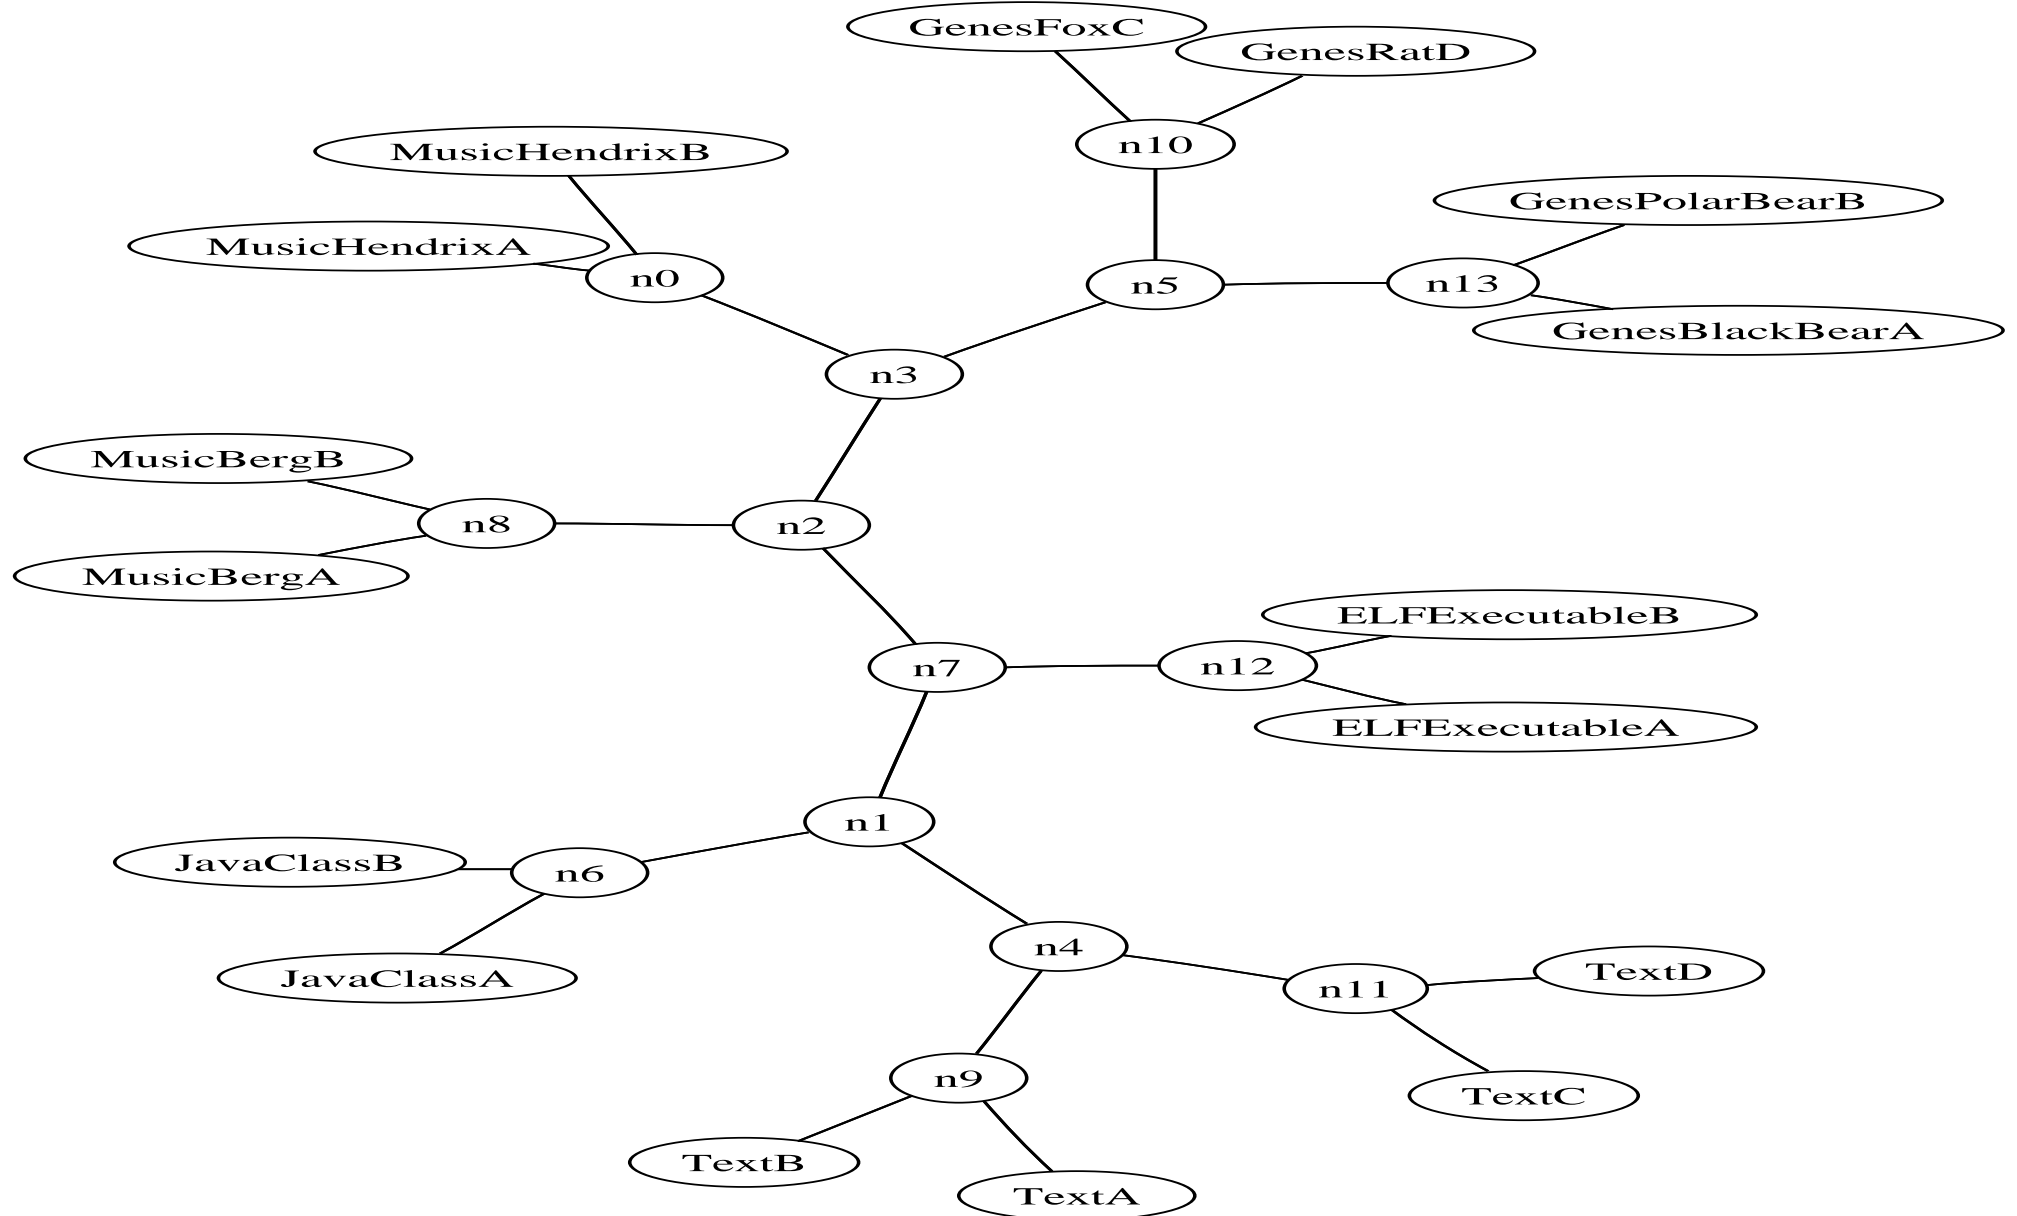 GenesFoxC
GenesRatD
n10
MusicHendrixB
GenesPolarBearB
MusicHendrixA
n0
n5
n13
GenesBlackBearA
n3
MusicBergB
n8
n2
MusicBergA
ELFExecutableB
n7
n12
ELFExecutableA
n1
JavaClassB
n6
n4
TextD
JavaClassA
n11
n9
TextC
TextB
TextA